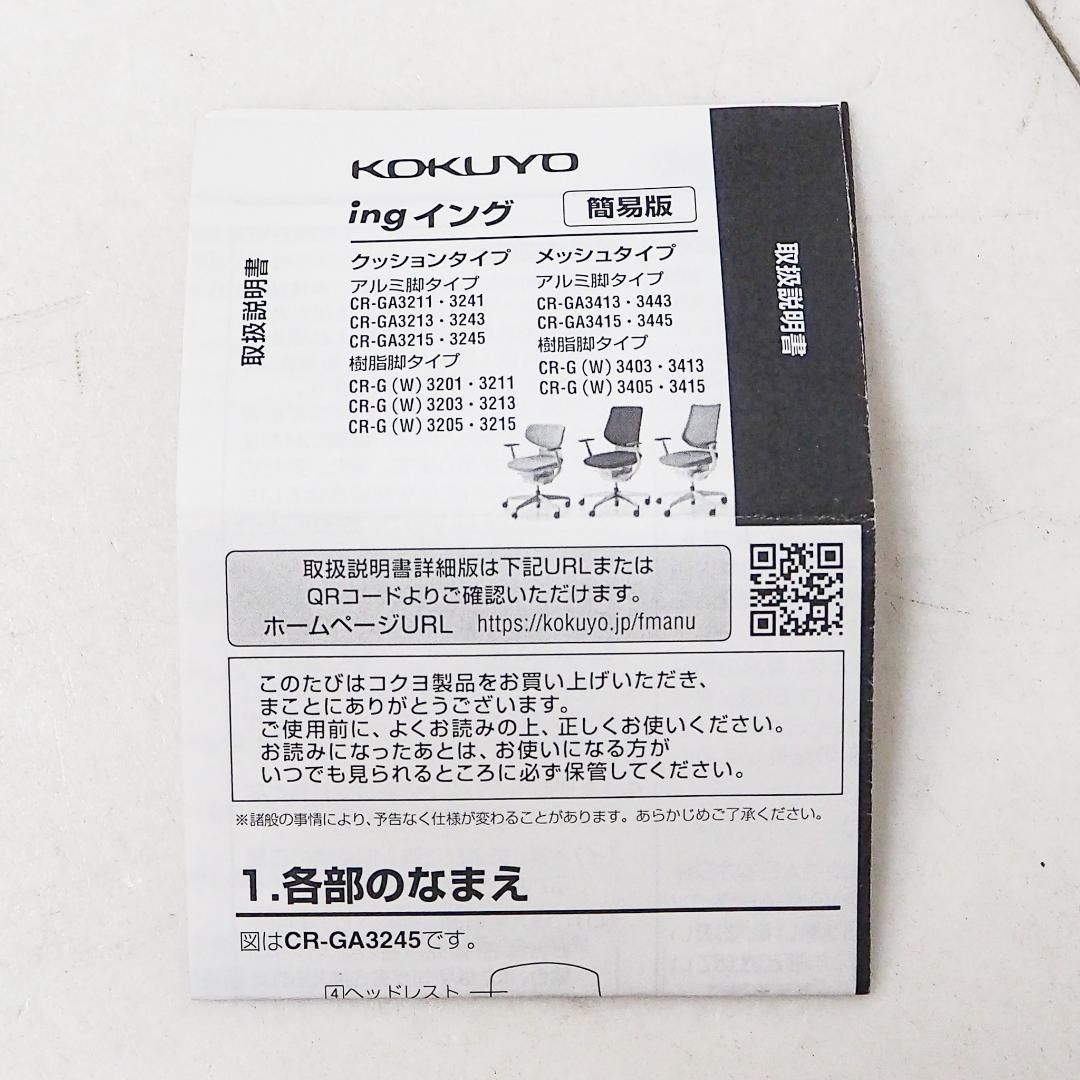 KOKUYO
ing イング 簡易版
取扱説明書
クッションタイプ
アルミ脚タイプ
CR-GA3211・3241
CR-GA3213・3243
CR-GA3215・3245
樹脂脚タイプ
CR-G (W) 3201・3211
CR-G (W) 3203・3213
CR-G (W) 3205・3215
メッシュタイプ
アルミ脚タイプ
CR-GA3413・3443
CR-GA3415・3445
樹脂脚タイプ
CR-G (W) 3403・3413
CR-G (W) 3405・3415
取扱説明書
取扱説明書詳細版は下記URLまたは
QRコードよりご確認いただけます。
ホームページURL https://kokuyo.jp/fmanu
このたびはコクヨ製品をお買い上げいただき、
まことにありがとうございます。
ご使用前に、よくお読みの上、正しくお使いください。
お読みになったあとは、お使いになる方が
いつでも見られるところに必ず保管してください。
※諸般の事情により、予告なく仕様が変わることがあります。あらかじめご了承ください。
1.各部のなまえ
図はCR-GA3245です。
4ヘッドレスト